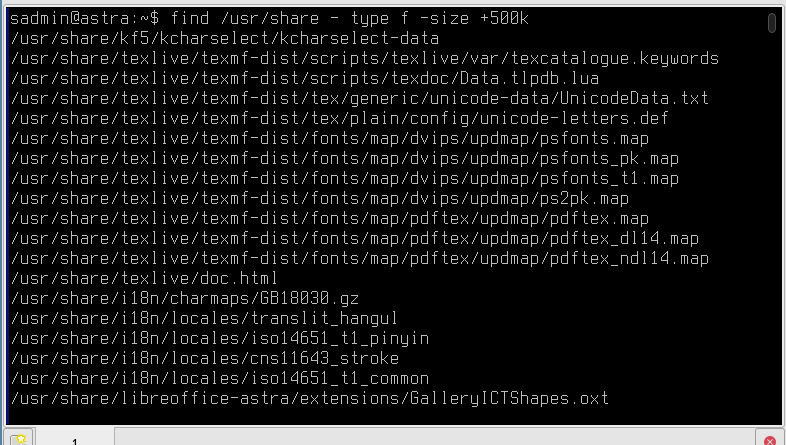 sadmin@astra:~$ find /usr/share - type f -size +500k
/usr/share/kf5/kcharselect/kcharselect-data
/usr/share/texlive/texmf-dist/scripts/texlive/var/texcatalogue.keywords
/usr/share/texlive/texmf-dist/scripts/texdoc/Data.tlpdb.lua
/usr/share/texlive/texmf-dist/tex/generic/unicode-data/UnicodeData.txt
/usr/share/texlive/texmf-dist/tex/plain/config/unicode-letters.def
/usr/share/texlive/texmf-dist/fonts/map/dvips/updmap/psfonts.map
/usr/share/texlive/texmf-dist/fonts/map/dvips/updmap/psfonts_pk.map
/usr/share/texlive/texmf-dist/fonts/map/dvips/updmap/psfonts_t1.map
/usr/share/texlive/texmf-dist/fonts/map/dvips/updmap/ps2pk.map
/usr/share/texlive/texmf-dist/fonts/map/pdftex/updmap/pdftex.map
/usr/share/texlive/texmf-dist/fonts/map/pdftex/updmap/pdftex_dl14.map
/usr/share/texlive/texmf-dist/fonts/map/pdftex/updmap/pdftex_ndl14.map
/usr/share/texlive/doc.html
/usr/share/i18n/charmaps/GB18030.gz
/usr/share/i18n/locales/translit_hangul
/usr/share/i18n/locales/iso14651_t1_pinyin
/usr/share/i18n/locales/cns11643_stroke
/usr/share/i18n/locales/iso14651_t1_common
/usr/share/libreoffice-astra/extensions/GalleryICTShapes.oxt
1